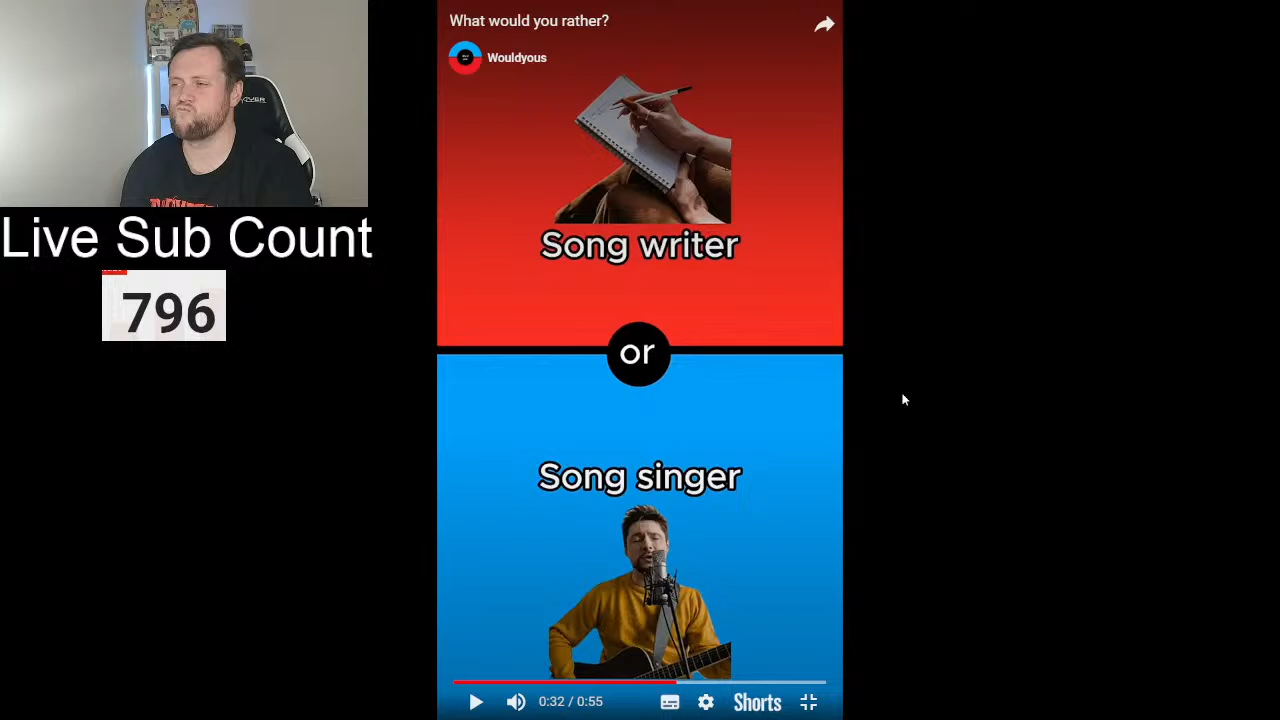 What would you rather?
Wouldyous
Song writer
or
Song singer
0:32 / 0:55
Shorts
Live Sub Count
796